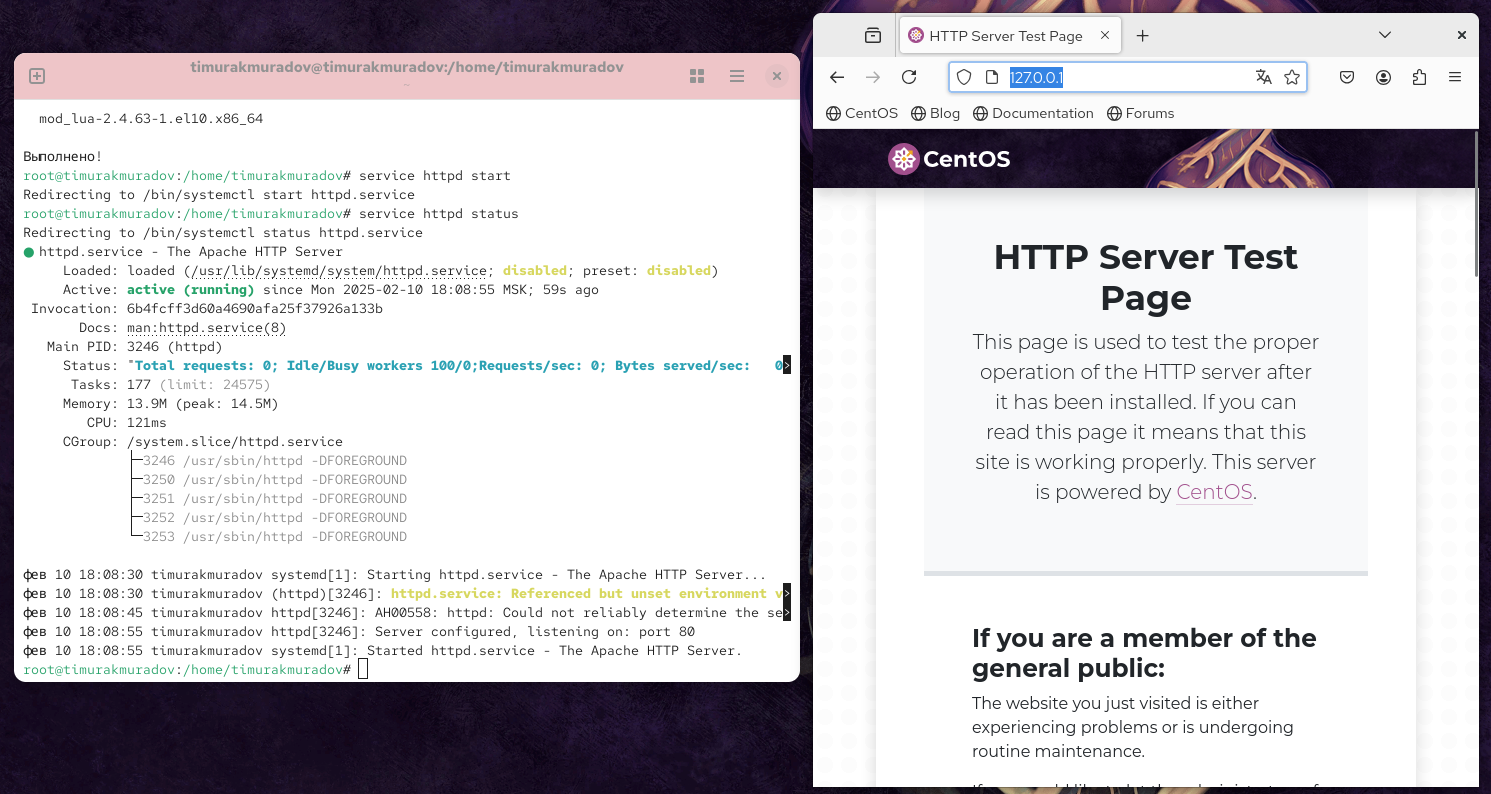 timurakmuradov@timurakmuradov:/home/timurakmuradov
~
mod_lua-2.4.63-1.el10.x86_64
Выполнено!
root@timurakmuradov:/home/timurakmuradov# service httpd start
Redirecting to /bin/systemctl start httpd.service
root@timurakmuradov:/home/timurakmuradov# service httpd status
Redirecting to /bin/systemctl status httpd.service
● httpd.service - The Apache HTTP Server
Loaded: loaded (/usr/lib/systemd/system/httpd.service; disabled; preset: disabled)
Active: active (running) since Mon 2025-02-10 18:08:55 MSK; 59s ago
Invocation: 6b4fcff3d60a4690afa25f37926a133b
Docs: man:httpd.service(8)
Main PID: 3246 (httpd)
Status: "Total requests: 0; Idle/Busy workers 100/0;Requests/sec: 0; Bytes served/sec:   0>
Tasks: 177 (limit: 24575)
Memory: 13.9M (peak: 14.5M)
CPU: 121ms
CGroup: /system.slice/httpd.service
├─3246 /usr/sbin/httpd -DFOREGROUND
├─3250 /usr/sbin/httpd -DFOREGROUND
├─3251 /usr/sbin/httpd -DFOREGROUND
├─3252 /usr/sbin/httpd -DFOREGROUND
└─3253 /usr/sbin/httpd -DFOREGROUND
фев 10 18:08:30 timurakmuradov systemd[1]: Starting httpd.service - The Apache HTTP Server...
фев 10 18:08:30 timurakmuradov (httpd)[3246]: httpd.service: Referenced but unset environment v>
фев 10 18:08:45 timurakmuradov httpd[3246]: AH00558: httpd: Could not reliably determine the se>
фев 10 18:08:55 timurakmuradov httpd[3246]: Server configured, listening on: port 80
фев 10 18:08:55 timurakmuradov systemd[1]: Started httpd.service - The Apache HTTP Server.
root@timurakmuradov:/home/timurakmuradov#
HTTP Server Test Page
127.0.0.1
CentOS Blog Documentation Forums
CentOS
HTTP Server Test
Page
This page is used to test the proper
operation of the HTTP server after
it has been installed. If you can
read this page it means that this
site is working properly. This server
is powered by CentOS.
If you are a member of the
general public:
The website you just visited is either
experiencing problems or is undergoing
routine maintenance.